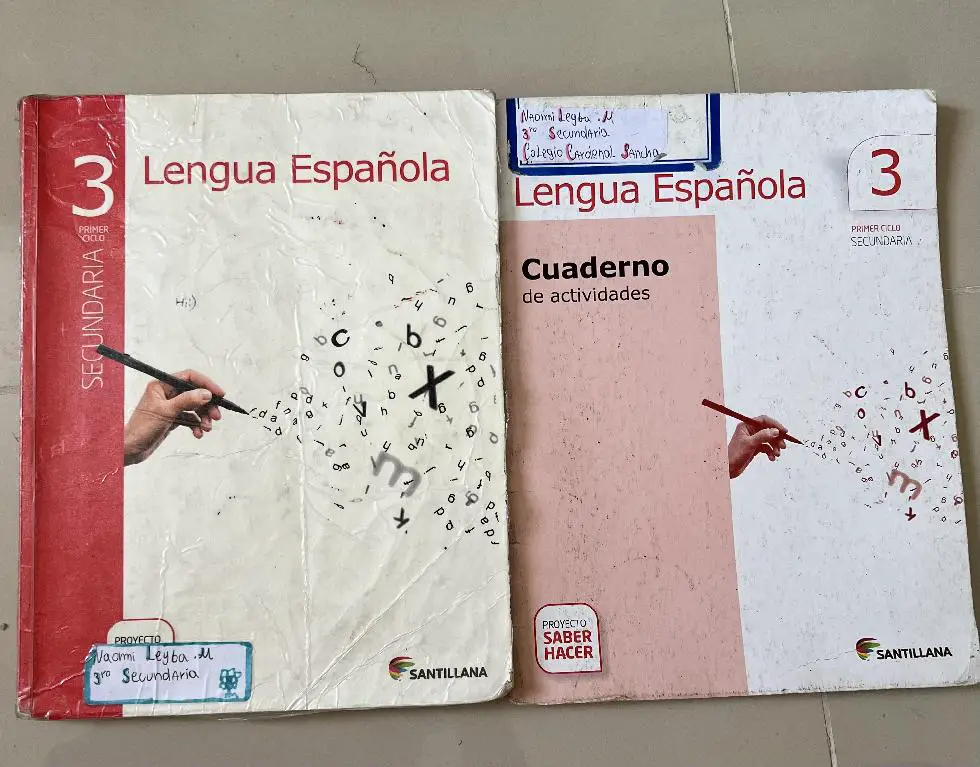 3
Lengua Española
PRIMER
CICLO
SECUNDARIA
Hi:)
c
b
x
m
PROYECTO
Naomi Leyba .M
3ro Secundaria
SANTILLANA
Naomi Leyba .M
3ro Secundaria
Colegio Cardenal Sancha
Lengua Española
3
PRIMER CICLO
SECUNDARIA
Cuaderno
de actividades
c
b
x
m
PROYECTO
SABER
HACER
SANTILLANA